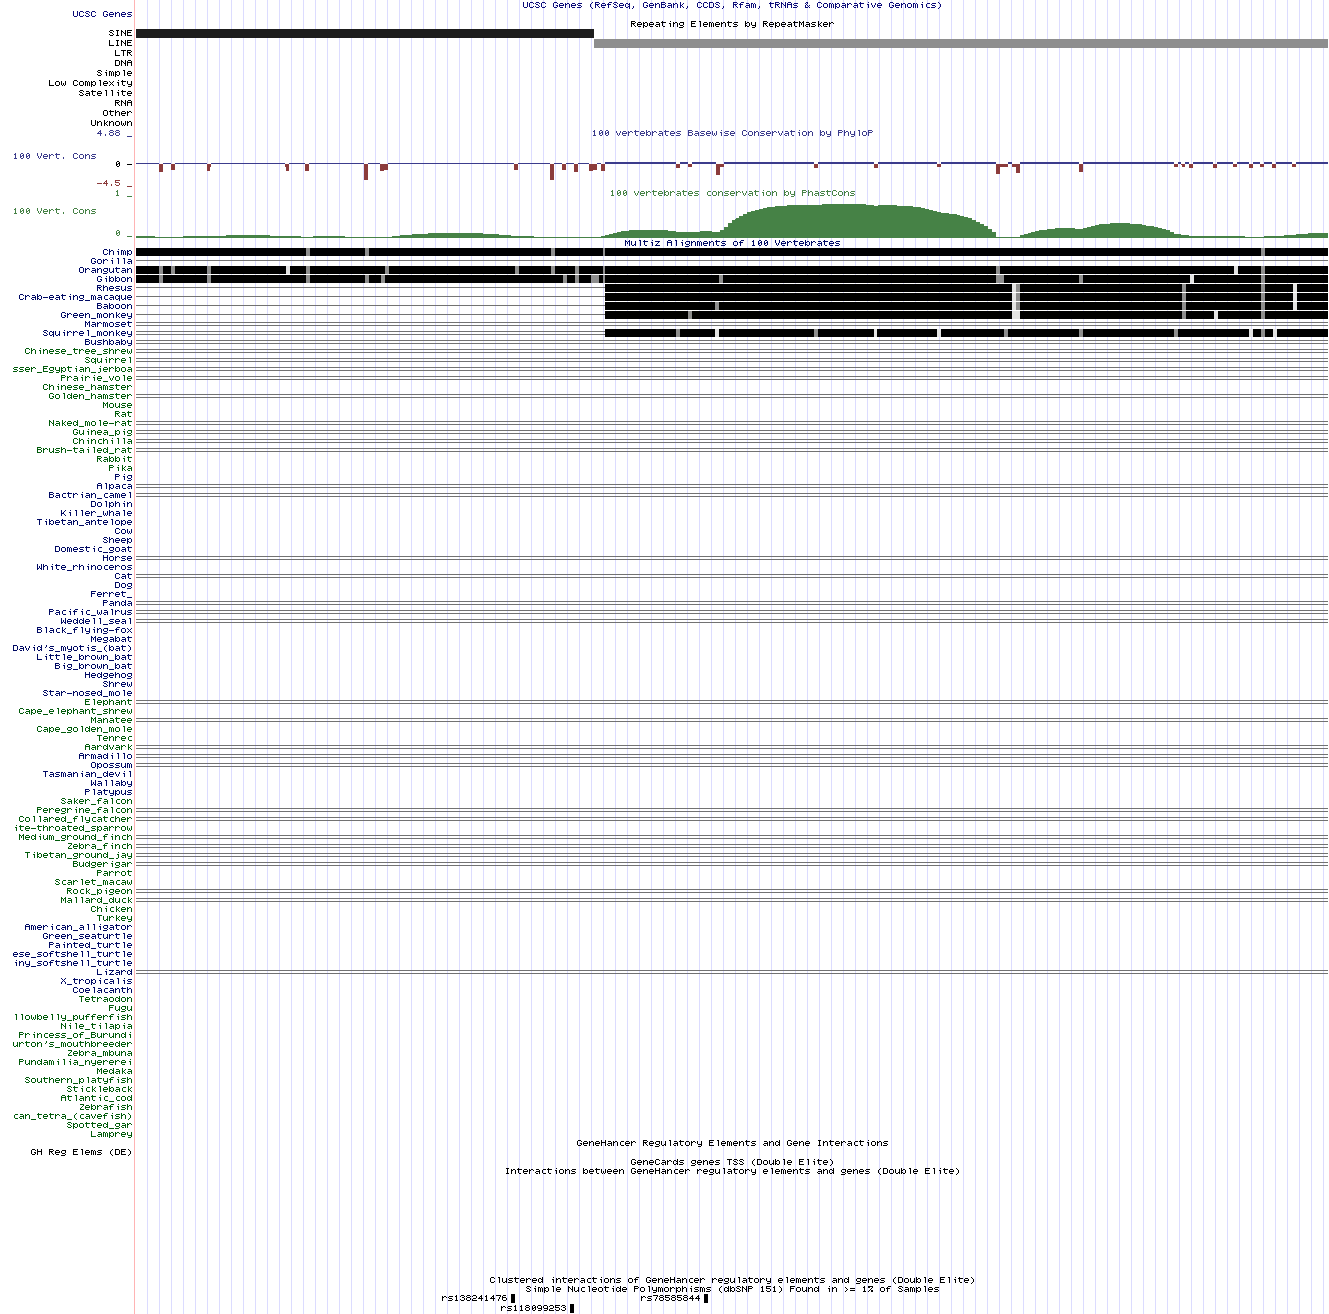 UCSC Genes (RefSeq, GenBank, CCDS, Rfam, tRNAs & Comparative Genomics)
UCSC Genes
Repeating Elements by RepeatMasker
SINE
LINE
LTR
DNA
Simple
Low Complexity
Satellite
RNA
Other
Unknown
4.88 _
100 vertebrates Basewise Conservation by PhyloP
100 Vert. Cons
0 -
-4.5 _
100 vertebrates conservation by PhastCons
1 _
100 Vert. Cons
0 _
Multiz Alignments of 100 Vertebrates
Chimp
Gorilla
Orangutan
Gibbon
Rhesus
Crab-eating_macaque
Baboon
Green_monkey
Marmoset
Squirrel_monkey
Bushbaby
Chinese_tree_shrew
Squirrel
sser_Egyptian_jerboa
Prairie_vole
Chinese_hamster
Golden_hamster
Mouse
Rat
Naked_mole-rat
Guinea_pig
Chinchilla
Brush-tailed_rat
Rabbit
Pika
Pig
Alpaca
Bactrian_camel
Dolphin
Killer_whale
Tibetan_antelope
Cow
Sheep
Domestic_goat
Horse
White_rhinoceros
Cat
Dog
Ferret_
Panda
Pacific_walrus
Weddell_seal
Black_flying-fox
Megabat
David's_myotis_(bat)
Little_brown_bat
Big_brown_bat
Hedgehog
Shrew
Star-nosed_mole
Elephant
Cape_elephant_shrew
Manatee
Cape_golden_mole
Tenrec
Aardvark
Armadillo
Opossum
Tasmanian_devil
Wallaby
Platypus
Saker_falcon
Peregrine_falcon
Collared_flycatcher
ite-throated_sparrow
Medium_ground_finch
Zebra_finch
Tibetan_ground_jay
Budgerigar
Parrot
Scarlet_macaw
Rock_pigeon
Mallard_duck
Chicken
Turkey
American_alligator
Green_seaturtle
Painted_turtle
ese_softshell_turtle
iny_softshell_turtle
Lizard
X_tropicalis
Coelacanth
Tetraodon
Fugu
llowbelly_pufferfish
Nile_tilapia
Princess_of_Burundi
urton's_mouthbreeder
Zebra_mbuna
Pundamilia_nyererei
Medaka
Southern_platyfish
Stickleback
Atlantic_cod
Zebrafish
can_tetra_(cavefish)
Spotted_gar
Lamprey
GeneHancer Regulatory Elements and Gene Interactions
GH Reg Elems (DE)
GeneCards genes TSS (Double Elite)
Interactions between GeneHancer regulatory elements and genes (Double Elite)
Clustered interactions of GeneHancer regulatory elements and genes (Double Elite)
Simple Nucleotide Polymorphisms (dbSNP 151) Found in >= 1% of Samples
rs138241476 rs78585844
rs118099253